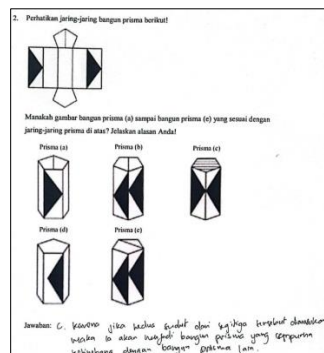 2. Perhatikan jaring-jaring bangun prisma berikut!
Manakah gambar bangun prisma (a) sampai bangun prisma (e) yang sesuai dengan
jaring-jaring prisma di atas? Jelaskan alasan Anda!
Prisma (a) Prisma (b) Prisma (c)
Prisma (d) Prisma (e)
Jawaban: C. karena jika kedua sudut dan segitiga tersebut
maka ia akan menjadi bangun prisma yang sempurna
dengan bangun prisma lain.